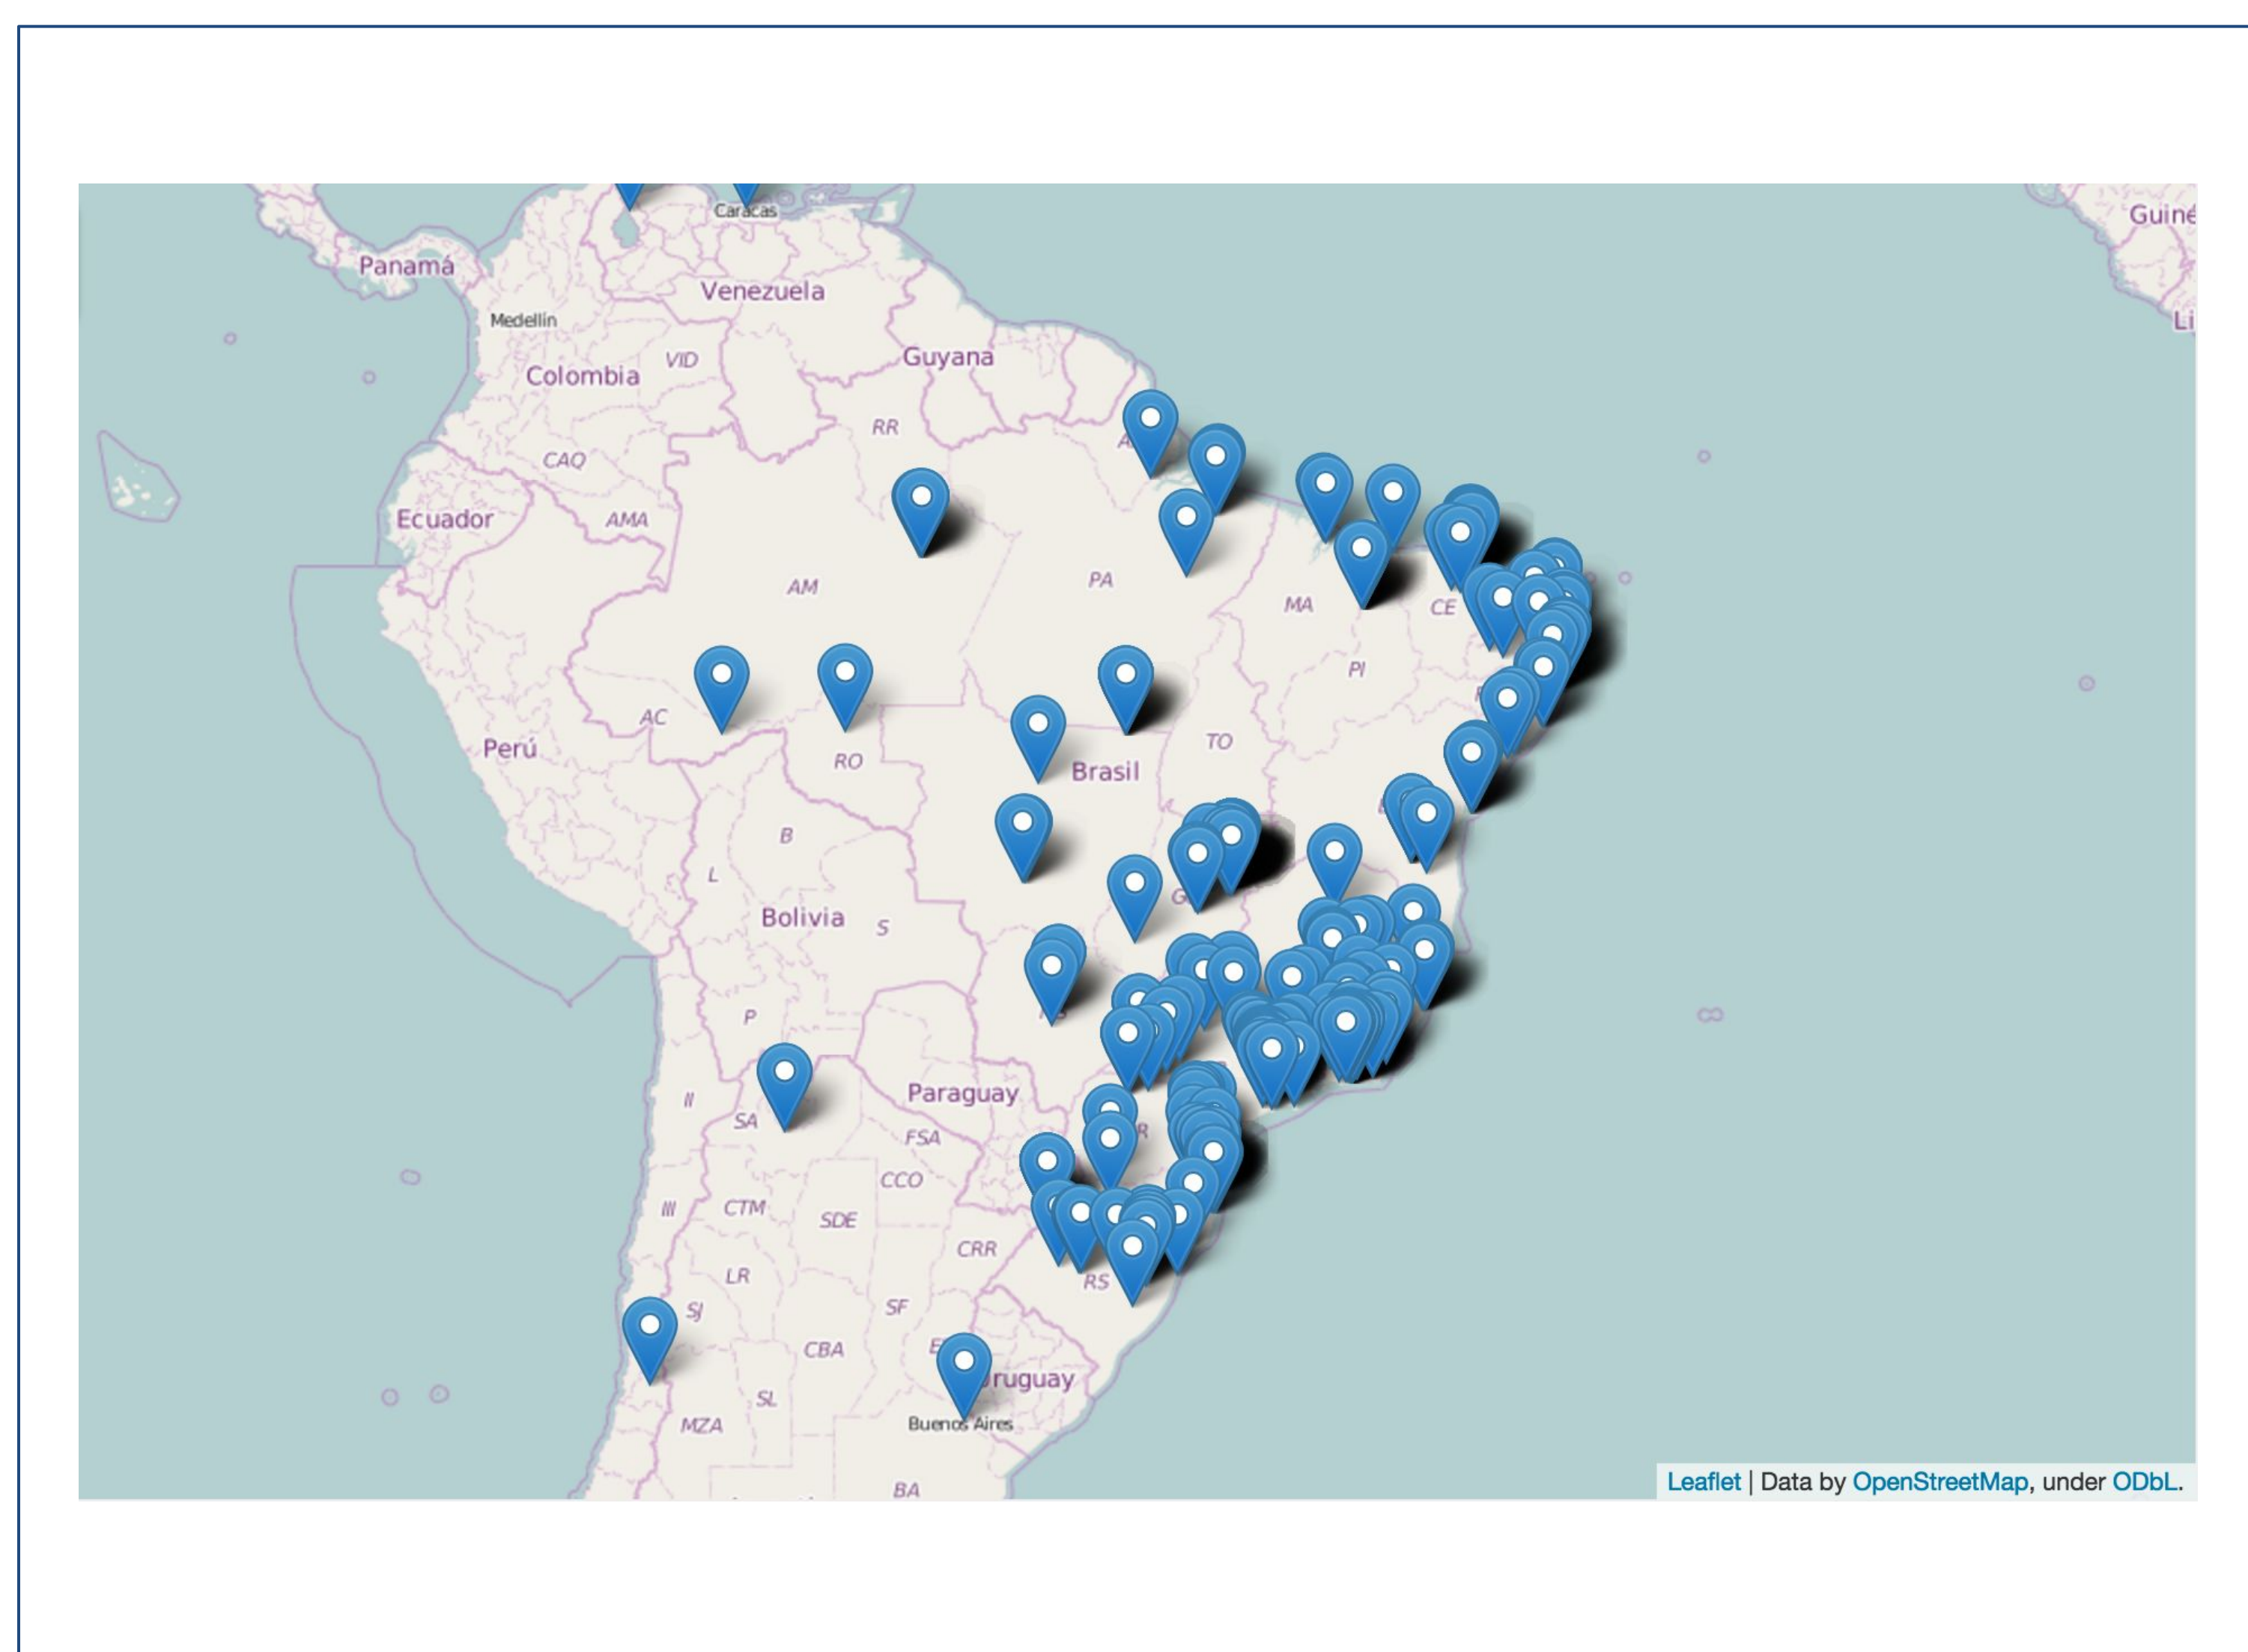 Caracas
Guiné
Panamá
Venezuela
Medellín
Li
Guyana
VID
Colombia
RR
CAQ
Ecuador
AMA
AM
PA
MA
CE
PI
AC
Perú
TO
RO
Brasil
B
L
Bolivia
S
P
Paraguay
II
SA
FSA
CCO
III
CTM
SDE
CRR
LR
RS
SJ
SF
CBA
ruguay
SL
MZA
Buenos Aires
BA
Leaflet | Data by OpenStreetMap, under ODbL.